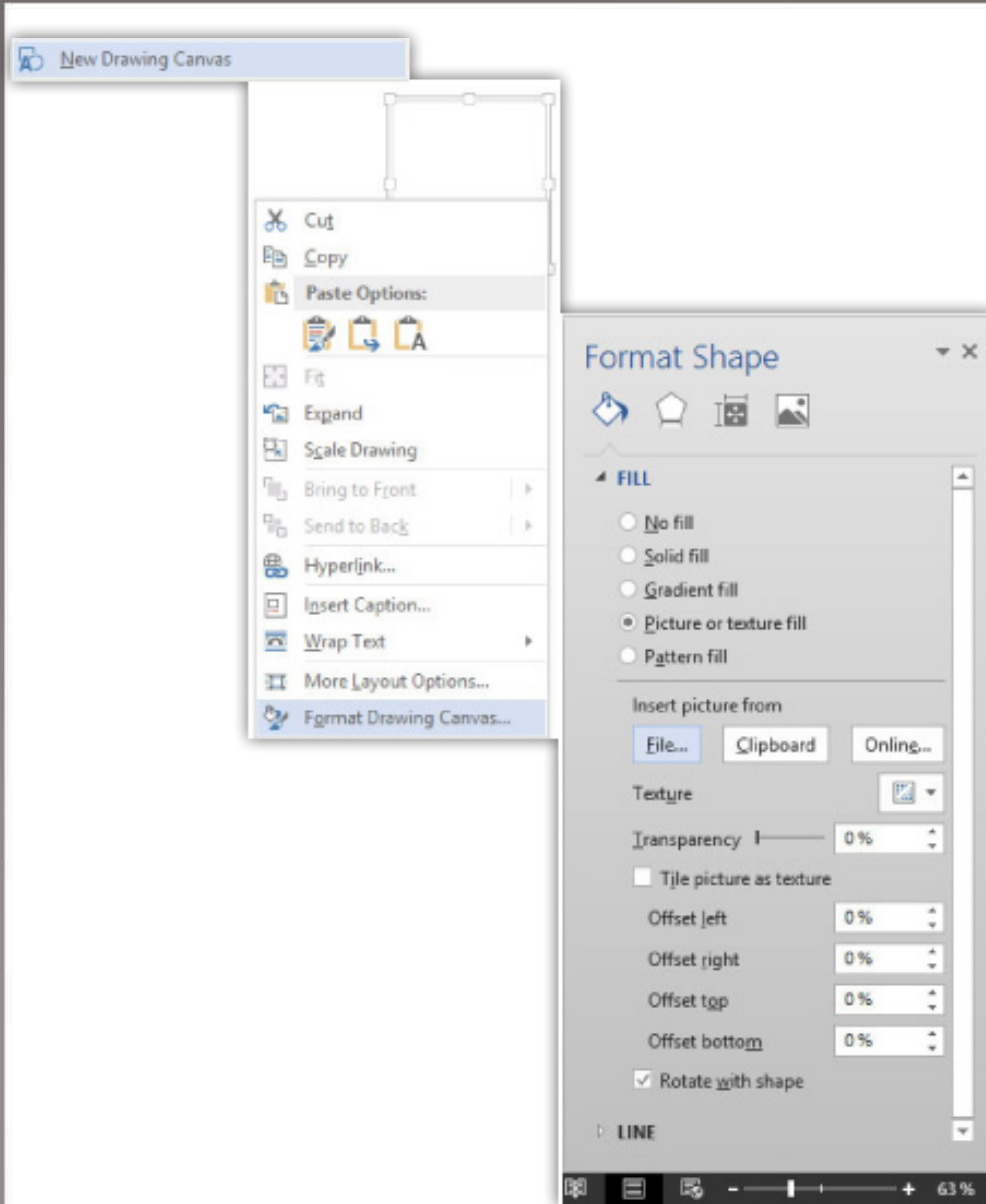 New Drawing Canvas
Cut
Copy
Paste Options:
A
Fit
Expand
Scale Drawing
Bring to Front
Send to Back
Hyperlink...
Insert Caption...
Wrap Text
More Layout Options...
Format Drawing Canvas...
Format Shape
FILL
No fill
Solid fill
Gradient fill
Picture or texture fill
Pattern fill
Insert picture from
File... Clipboard Online...
Texture
Transparency 0 %
Tile picture as texture
Offset left 0 %
Offset right 0 %
Offset top 0 %
Offset bottom 0 %
Rotate with shape
LINE
63 %